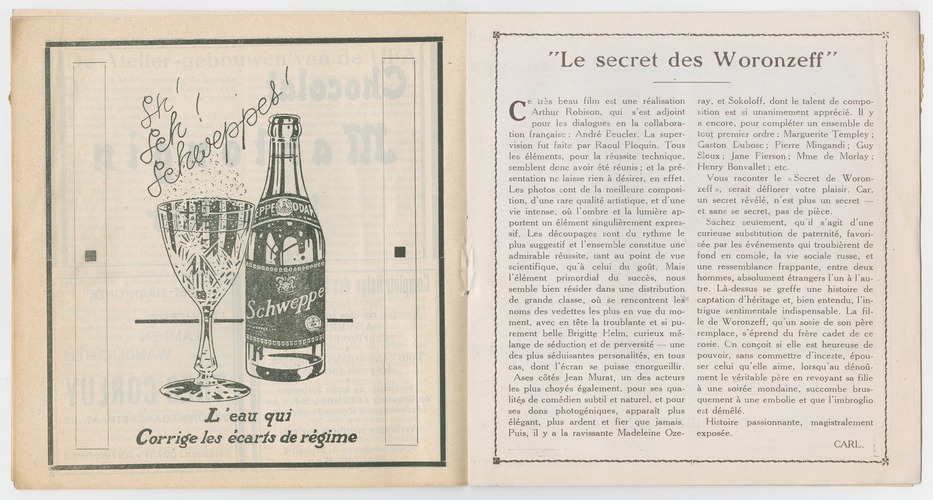 Sch!
Sch!
Schweppes!
EPPE SODA
Schweppe
L'eau qui
Corrige les écarts de régime
"Le secret des Woronzeff"
Ce très beau film est une réalisation
Arthur Robison, qui s'est adjoint
pour les dialogues en la collabora-
tion française : André Beucler. La super-
vision fut faite par Raoul Ploquin. Tous
les éléments, pour la réussite technique,
semblent donc avoir été réunis ; et la pré-
sentation ne laisse rien à désirer, en effet.
Les photos sont de la meilleure composi-
tion, d'une rare qualité artistique, et d'une
vie intense, où l'ombre et la lumière ap-
portent un élément singulièrement expres-
sif. Les découpages sont du rythme le
plus suggestif et l'ensemble constitue une
admirable réussite, tant au point de vue
scientifique, qu'à celui du goût. Mais
l'élément primordial du succès, nous
semble bien résider dans une distribution
de grande classe, où se rencontrent les
noms des vedettes les plus en vue du mo-
ment, avec en tête la troublante et si pu-
rement belle Brigitte Helm, curieux mé-
lange de séduction et de perversité — une
des plus séduisantes personalités, en tous
cas, dont l'écran se puisse enorgueillir.
Ases côtés Jean Murat, un des acteurs
les plus choyés également, pour ses qua-
lités de comédien subtil et naturel, et pour
ses dons photogéniques, apparaît plus
élégant, plus ardent et fier que jamais.
Puis, il y a la ravissante Madeleine Oze-
ray, et Sokoloff, dont le talent de compo-
sition est si unanimement apprécié. Il y
a encore, pour compléter un ensemble de
tout premier ordre : Marguerite Templey ;
Gaston Dubosc ; Pierre Mingandi ; Guy
Sloux ; Jane Fierson ; Mme de Morlay ;
Henry Bonvallet ; etc.
Vous raconter le «Secret de Woron-
zeff», serait déflorer votre plaisir. Car,
un secret révélé, n'est plus un secret —
et sans se secret, pas de pièce.
Sachez seulement, qu'il s'agit d'une
curieuse substitution de paternité, favori-
sée par les événements qui troubièrent de
fond en comble, la vie sociale russe, et
une ressemblance frappante, entre deux
hommes, absolument étrangers l'un à l'au-
tre. Là-dessus se greffe une histoire de
captation d'héritage et, bien entendu, l'in-
trigue sentimentale indispensable. La fil-
le de Woronzeff, qu'un sosie de son père
remplace, s'éprend du frère cadet de ce
sosie. On conçoit si elle est heureuse de
pouvoir, sans commettre d'inceste, épou-
ser celui qu'elle aime, lorsqu'au dénoû-
ment le véritable père en revoyant sa fille
à une soirée mondaine, succombe brus-
quement à une embolie et que l'imbroglio
est démêlé.
Histoire passionnante, magistralement
exposée.
CARL.